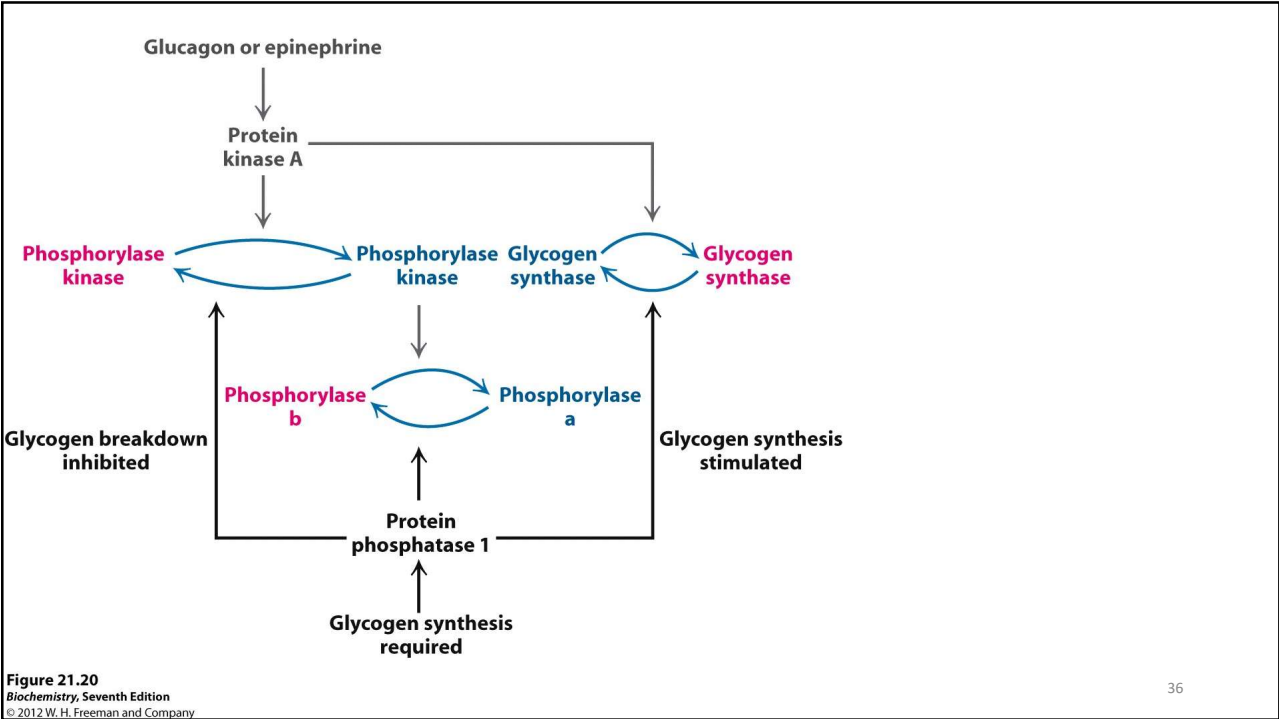 Glucagon or epinephrine
Protein
kinase A
Phosphorylase
kinase
Phosphorylase
kinase
Glycogen
synthase
Glycogen
synthase
Phosphorylase
b
Phosphorylase
a
Glycogen breakdown
inhibited
Glycogen synthesis
stimulated
Protein
phosphatase 1
Glycogen synthesis
required
Figure 21.20
Biochemistry, Seventh Edition
© 2012 W. H. Freeman and Company
36